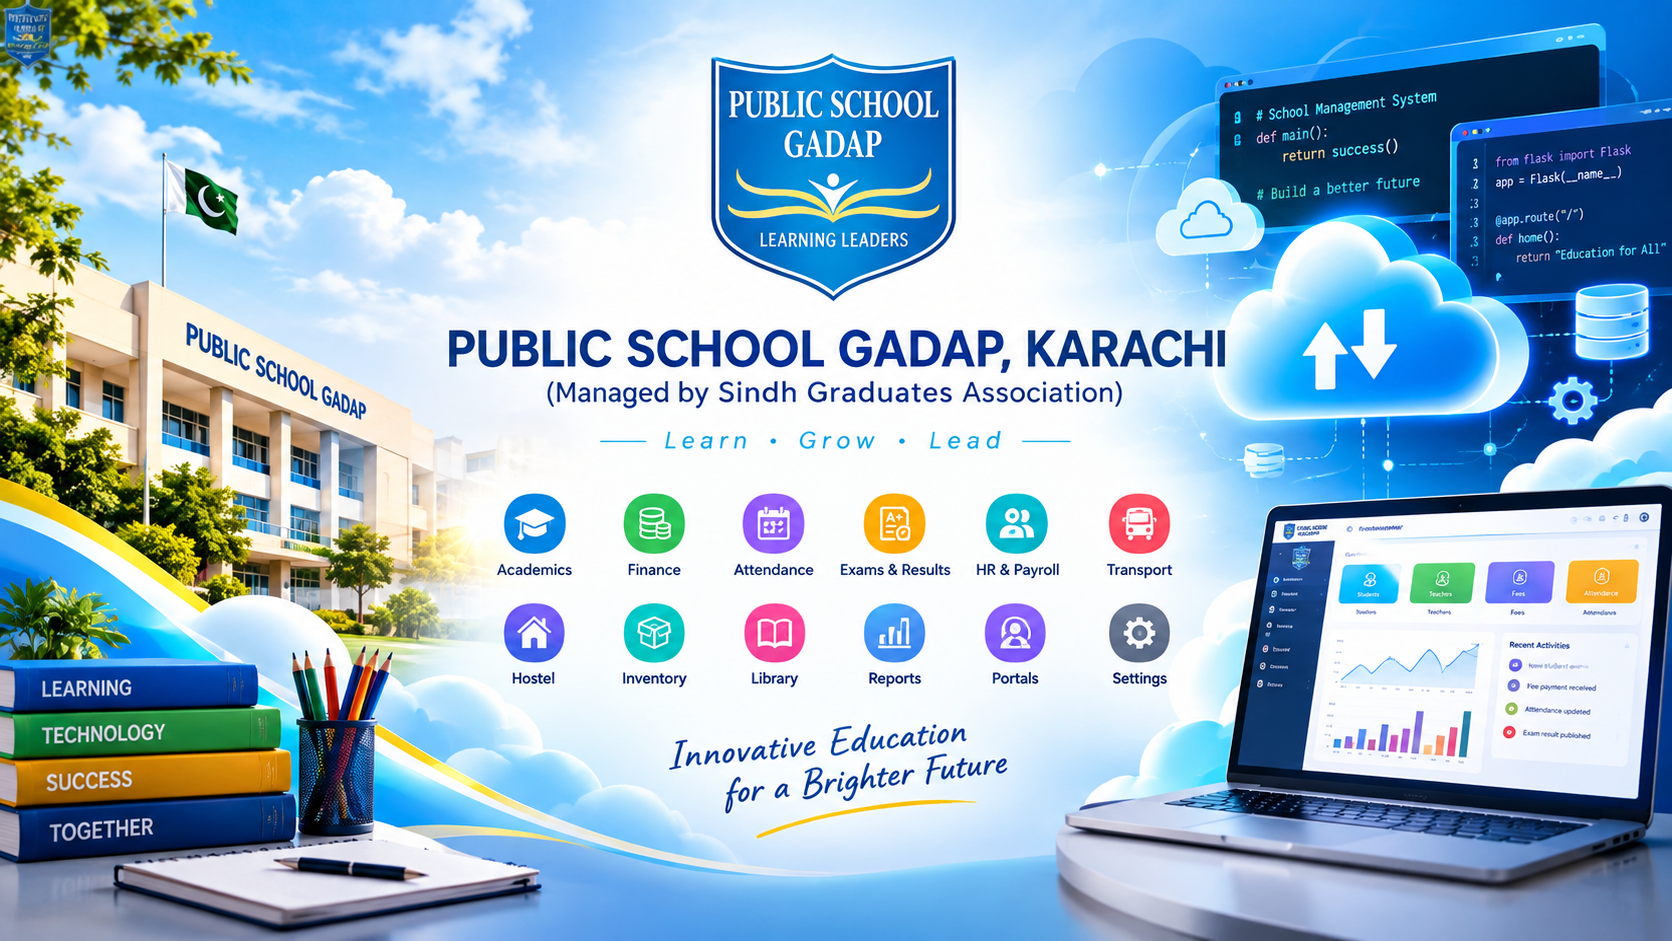 PUBLIC SCHOOL
GADAP
LEARNING LEADERS
PUBLIC SCHOOL GADAP
# School Management System
def main():
return success()
# Build a better future
from flask import Flask
app = Flask(__name__)
@app.route("/")
def home():
return "Education for All"
PUBLIC SCHOOL GADAP, KARACHI
(Managed by Sindh Graduates Association)
Learn • Grow • Lead
Academics
Finance
Attendance
Exams & Results
HR & Payroll
Transport
Hostel
Inventory
Library
Reports
Portals
Settings
Innovative Education
for a Brighter Future
LEARNING
TECHNOLOGY
SUCCESS
TOGETHER
Students
Teachers
Fees
Attendance
Teachers
Fees
Attendance
Recent Activities
Fee payment received
Attendance updated
Exam result published